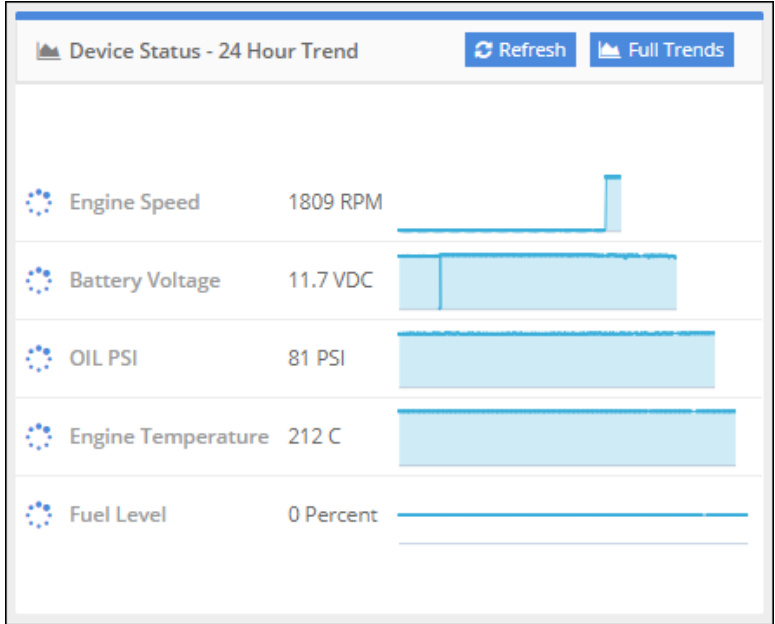 Device Status - 24 Hour Trend Refresh Full Trends
Engine Speed 1809 RPM
Battery Voltage 11.7 VDC
OIL PSI 81 PSI
Engine Temperature 212 C
Fuel Level 0 Percent